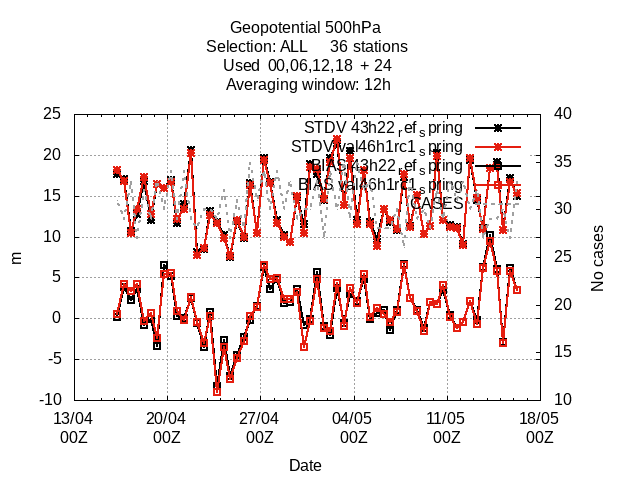 Geopotential 500hPa
Selection: ALL 36 stations
Used 00,06,12,18 + 24
Averaging window: 12h
25 40
STDV 43h22_ref_spring
STDV val46h1rc1_spring
20 35
BIAS 43h22_ref_spring
BIAS val46h1rc1_spring
15 30
CASES
10
m
No cases
5 25
0 20
-5 15
-10 10
13/04 20/04 27/04 04/05 11/05 18/05
00Z 00Z 00Z 00Z 00Z 00Z
Date